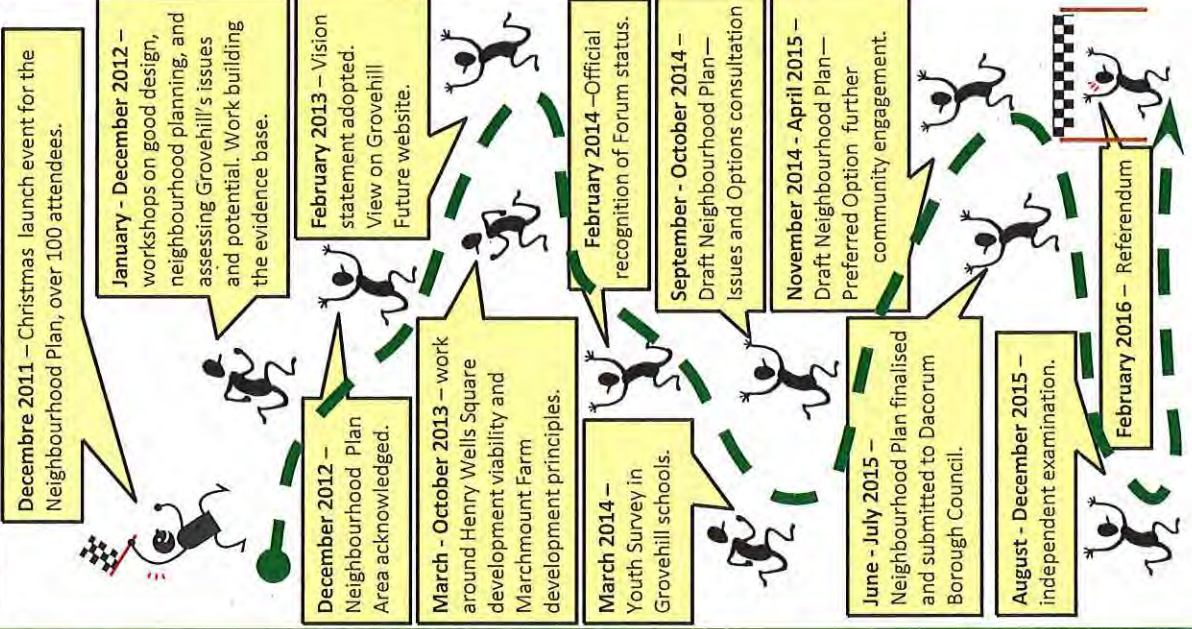 Decembre 2011 – Christmas launch event for the
Neighbourhood Plan, over 100 attendees.
January - December 2012 –
workshops on good design,
neighbourhood planning, and
assessing Grovehill's issues
and potential. Work building
the evidence base.
December 2012 –
Neighbourhood Plan
Area acknowledged.
February 2013 – Vision
statement adopted.
View on Grovehill
Future website.
March - October 2013 – work
around Henry Wells Square
development viability and
Marchmount Farm
development principles.
February 2014 –Official
recognition of Forum status.
March 2014 –
Youth Survey in
Grovehill schools.
September - October 2014 –
Draft Neighbourhood Plan—
Issues and Options consultation
November 2014 - April 2015 –
Draft Neighbourhood Plan—
Preferred Option further
community engagement.
June - July 2015 –
Neighbourhood Plan finalised
and submitted to Dacorum
Borough Council.
August - December 2015 –
independent examination.
February 2016 – Referendum